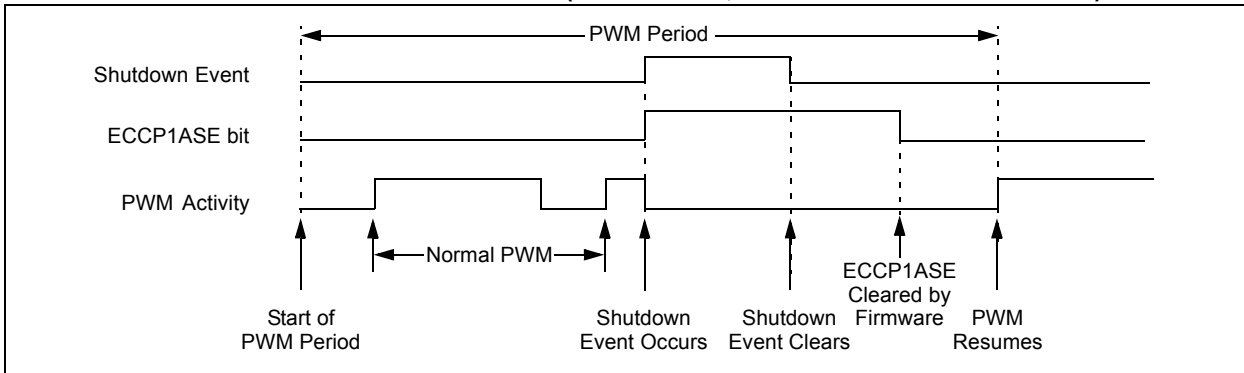 PWM Period
Shutdown Event
ECCP1ASE bit
PWM Activity
Normal PWM
Start of
PWM Period
Shutdown
Event Occurs
Shutdown
Event Clears
ECCP1ASE
Cleared by
Firmware
PWM
Resumes